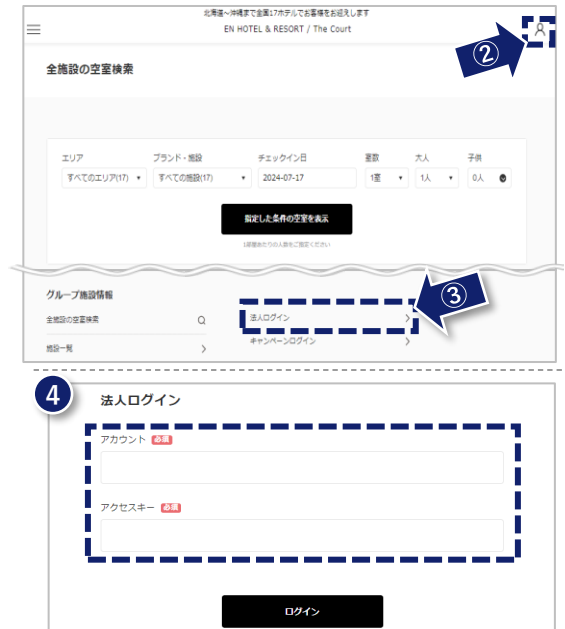 北海道～沖縄まで全国17ホテルでお客様をお迎えします
EN HOTEL & RESORT / The Court
②
全施設の空室検索
エリア ブランド・施設 チェックイン日 室数 大人 子供
すべてのエリア(17) すべての施設(17) 2024-07-17 1室 1人 0人
指定した条件の空室を表示
1部屋あたりの人数をご指定ください
③
グループ施設情報
全施設の空室検索 法人ログイン
施設一覧 キャンペーンログイン
4
法人ログイン
アカウント 必須
アクセスキー 必須
ログイン